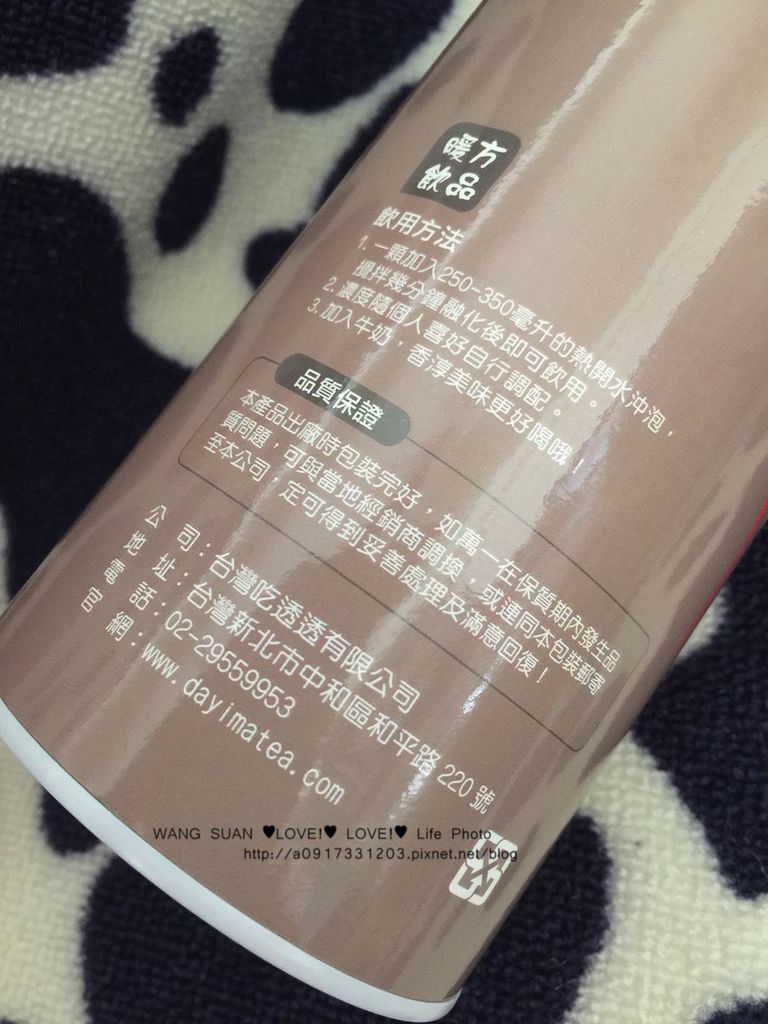 暖方
飲品
飲用方法
1. 一顆加入250-350毫升的熱開水沖泡，
攪拌幾分鐘融化後即可飲用。
2. 濃度隨個人喜好自行調配。
3. 加入牛奶，香淳美味更好喝哦！
品質保證
本產品出廠時包裝完好，如萬一在保質期內發生品
質問題，可與當地經銷商調換，或連同本包裝郵寄
至本公司 定可得到妥善處理及滿意回復！
公司：台灣吃透透有限公司
地址：台灣新北市中和區和平路220號
電話：02-29559953
官網：www.dayimatea.com
WANG SUAN ♥LOVE!♥ LOVE!♥ Life Photo
http://a0917331203.pixnet.net/blog